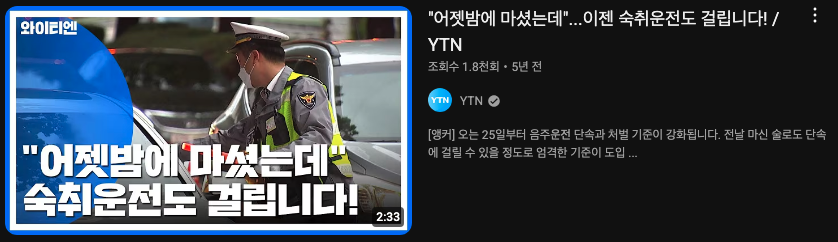 와이티엔
"어젯밤에 마셨는데"
숙취운전도 걸립니다!
2:33
"어젯밤에 마셨는데"...이젠 숙취운전도 걸립니다! /
YTN
조회수 1.8천회 • 5년 전
YTN YTN
[앵커] 오는 25일부터 음주운전 단속과 처벌 기준이 강화됩니다. 전날 마신 술로도 단속
에 걸릴 수 있을 정도로 엄격한 기준이 도입 ...